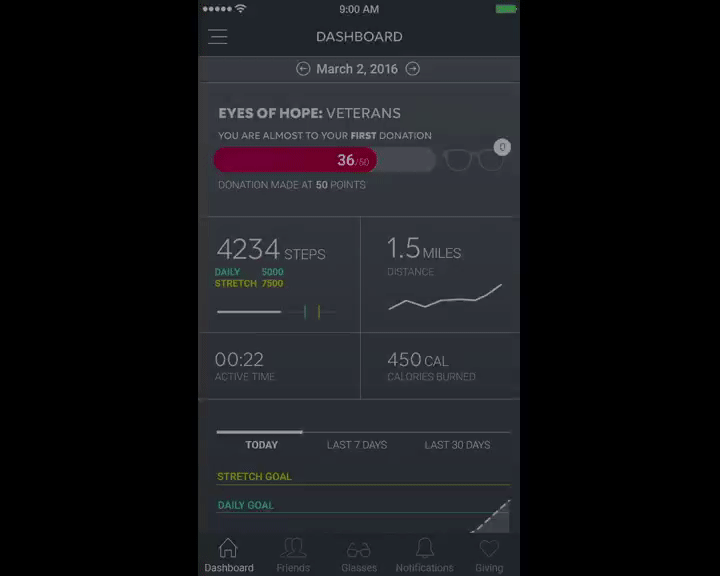 9:00 AM
DASHBOARD
March 2, 2016
EYES OF HOPE: VETERANS
YOU ARE ALMOST TO YOUR FIRST DONATION
36/50
0
DONATION MADE AT 50 POINTS
4234 STEPS
DAILY 5000
STRETCH 7500
1.5 MILES
DISTANCE
00:22
ACTIVE TIME
450 CAL
CALORIES BURNED
TODAY LAST 7 DAYS LAST 30 DAYS
STRETCH GOAL
DAILY GOAL
Dashboard Friends Glasses Notifications Giving